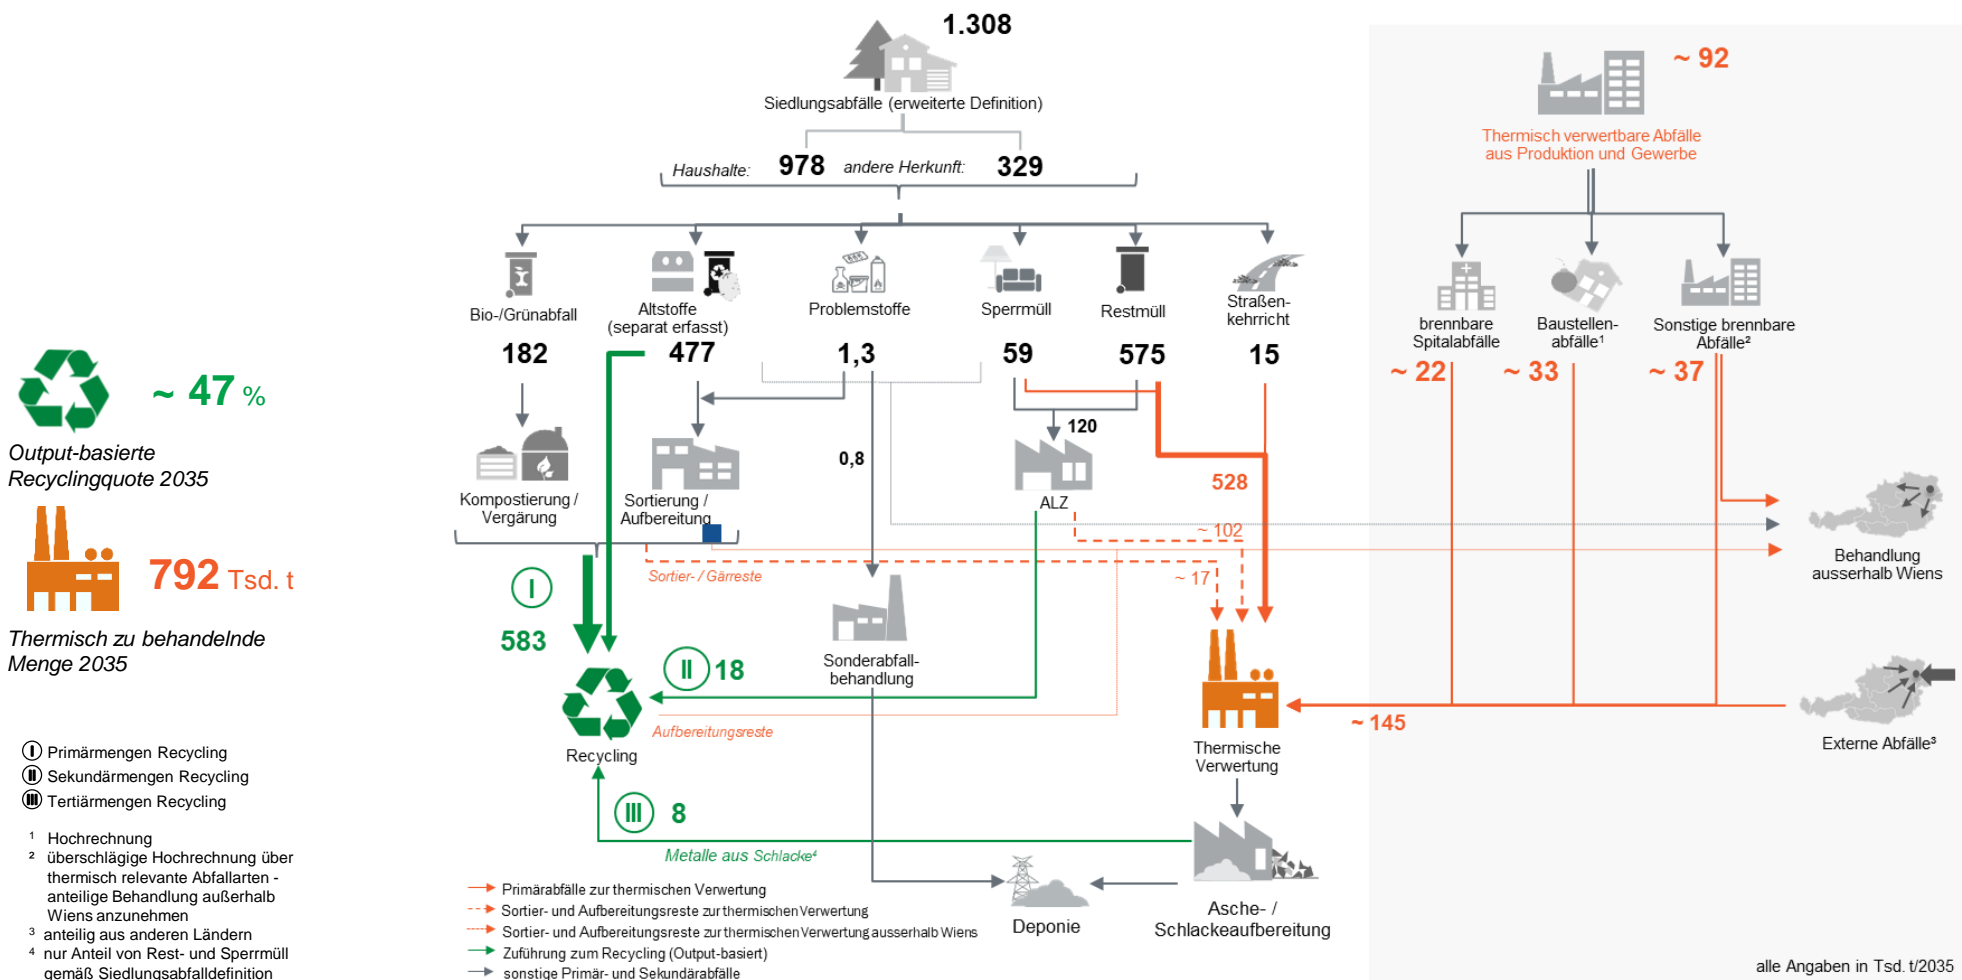 1.308
Siedlungsabfälle (erweiterte Definition)
Haushalte: 978 andere Herkunft: 329
~ 92
Thermisch verwertbare Abfälle
aus Produktion und Gewerbe
Bio-/Grünabfall
182
Altstoffe
(separat erfasst)
477
Problemstoffe
1,3
Sperrmüll
59
Restmüll
575
Straßen-
kehrricht
15
brennbare
Spitalabfälle
~ 22
Baustellen-
abfälle¹
~ 33
Sonstige brennbare
Abfälle²
~ 37
~ 47 %
Output-basierte
Recyclingquote 2035
792 Tsd. t
Thermisch zu behandelnde
Menge 2035
Kompostierung /
Vergärung
Sortierung /
Aufbereitung
0,8
120
ALZ
528
~ 102
Sortier- / Gärreste
~ 17
Behandlung
ausserhalb Wiens
I
583
II 18
Sonderabfall-
behandlung
Aufbereitungsreste
Recycling
Thermische
Verwertung
~ 145
Externe Abfälle³
III 8
Metalle aus Schlacke⁴
Deponie
Asche- /
Schlackeaufbereitung
I Primärmengen Recycling
II Sekundärmengen Recycling
III Tertiärmengen Recycling
¹ Hochrechnung
² überschlägige Hochrechnung über
thermisch relevante Abfallarten -
anteilige Behandlung außerhalb
Wiens anzunehmen
³ anteilig aus anderen Ländern
⁴ nur Anteil von Rest- und Sperrmüll
gemäß Siedlungsabfalldefinition
Primärabfälle zur thermischen Verwertung
Sortier- und Aufbereitungsreste zur thermischen Verwertung
Sortier- und Aufbereitungsreste zur thermischen Verwertung ausserhalb Wiens
Zuführung zum Recycling (Output-basiert)
sonstige Primär- und Sekundärabfälle
alle Angaben in Tsd. t/2035